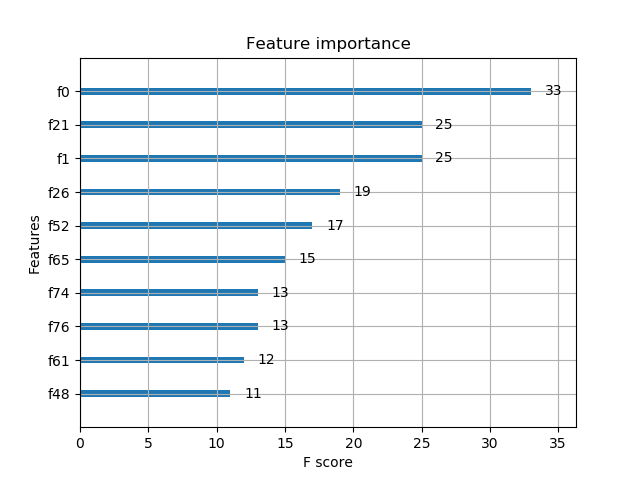 Feature importance
f0 33
f21 25
f1 25
f26 19
f52 17
f65 15
f74 13
f76 13
f61 12
f48 11
Features
0 5 10 15 20 25 30 35
F score